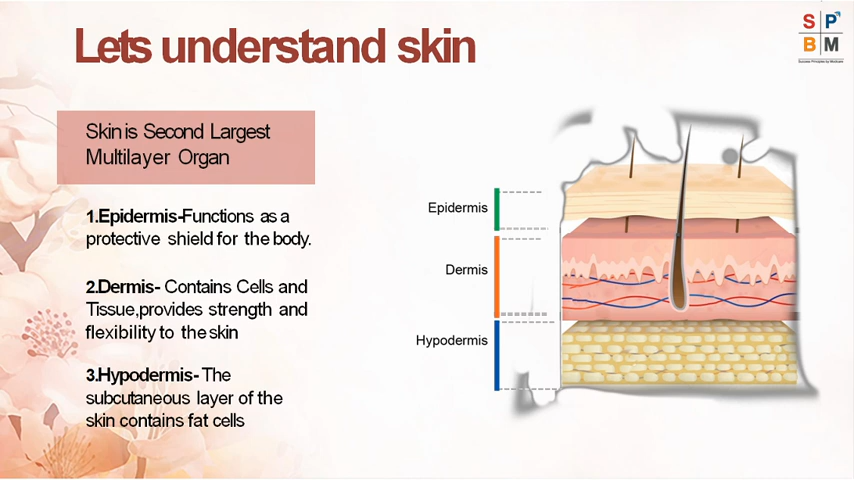 Lets understand skin
S P
B M
Skin is Second Largest
Multilayer Organ
1.Epidermis-Functions as a
protective shield for the body.
2.Dermis- Contains Cells and
Tissue,provides strength and
flexibility to the skin
3.Hypodermis- The
subcutaneous layer of the
skin contains fat cells
Epidermis
Dermis
Hypodermis